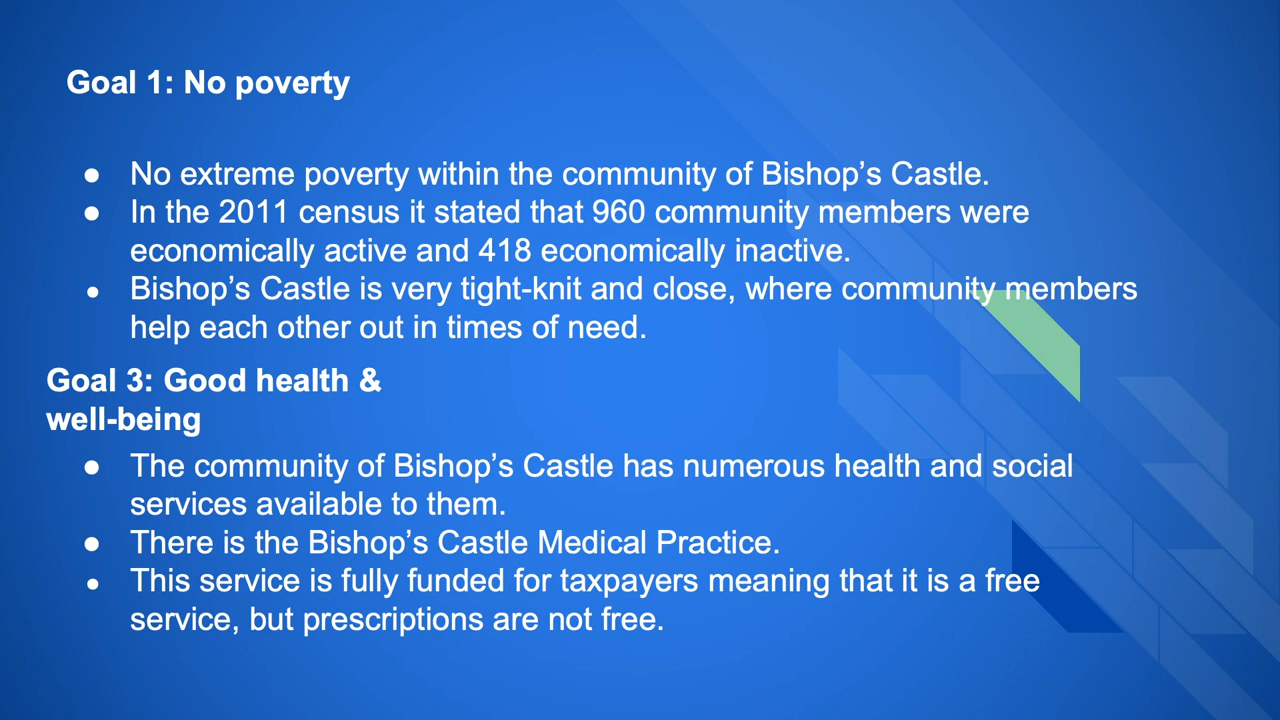 Goal 1: No poverty
● No extreme poverty within the community of Bishop’s Castle.
● In the 2011 census it stated that 960 community members were
economically active and 418 economically inactive.
● Bishop’s Castle is very tight-knit and close, where community members
help each other out in times of need.
Goal 3: Good health &
well-being
● The community of Bishop’s Castle has numerous health and social
services available to them.
● There is the Bishop’s Castle Medical Practice.
● This service is fully funded for taxpayers meaning that it is a free
service, but prescriptions are not free.